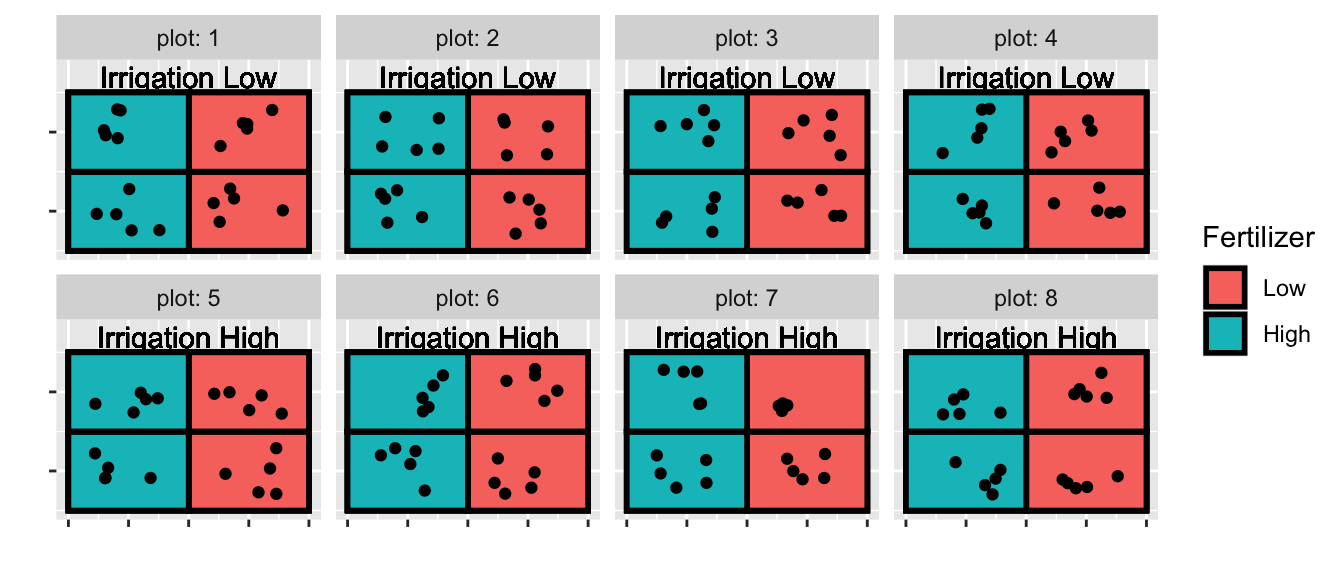 plot: 1
plot: 2
plot: 3
plot: 4
Irrigation Low
Irrigation Low
Irrigation Low
Irrigation Low
Fertilizer
Low
High
plot: 5
plot: 6
plot: 7
plot: 8
Irrigation High
Irrigation High
Irrigation High
Irrigation High